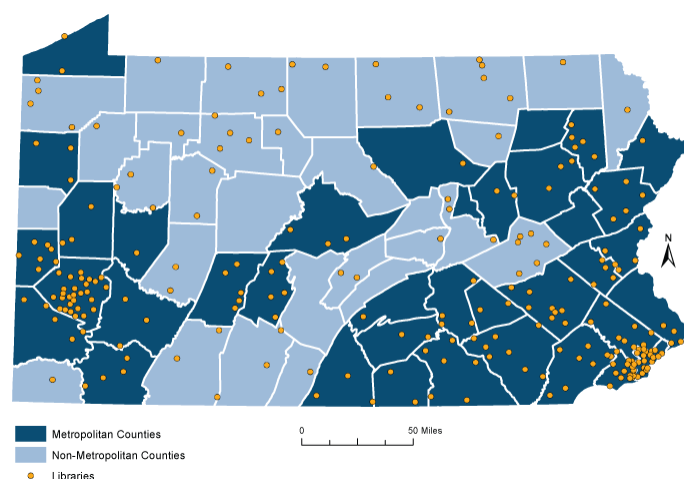 N
0
50 Miles
Metropolitan Counties
Non-Metropolitan Counties
Libraries